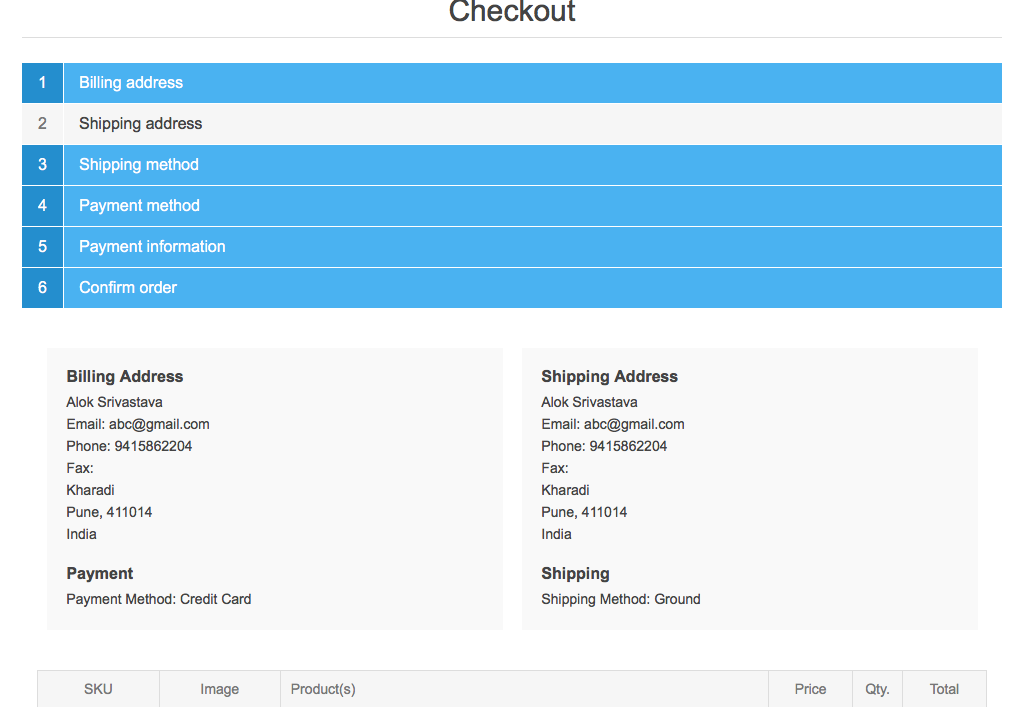 Checkout
1 Billing address
2 Shipping address
3 Shipping method
4 Payment method
5 Payment information
6 Confirm order
Billing Address
Alok Srivastava
Email: abc@gmail.com
Phone: 9415862204
Fax:
Kharadi
Pune, 411014
India
Payment
Payment Method: Credit Card
Shipping Address
Alok Srivastava
Email: abc@gmail.com
Phone: 9415862204
Fax:
Kharadi
Pune, 411014
India
Shipping
Shipping Method: Ground
SKU Image Product(s) Price Qty. Total